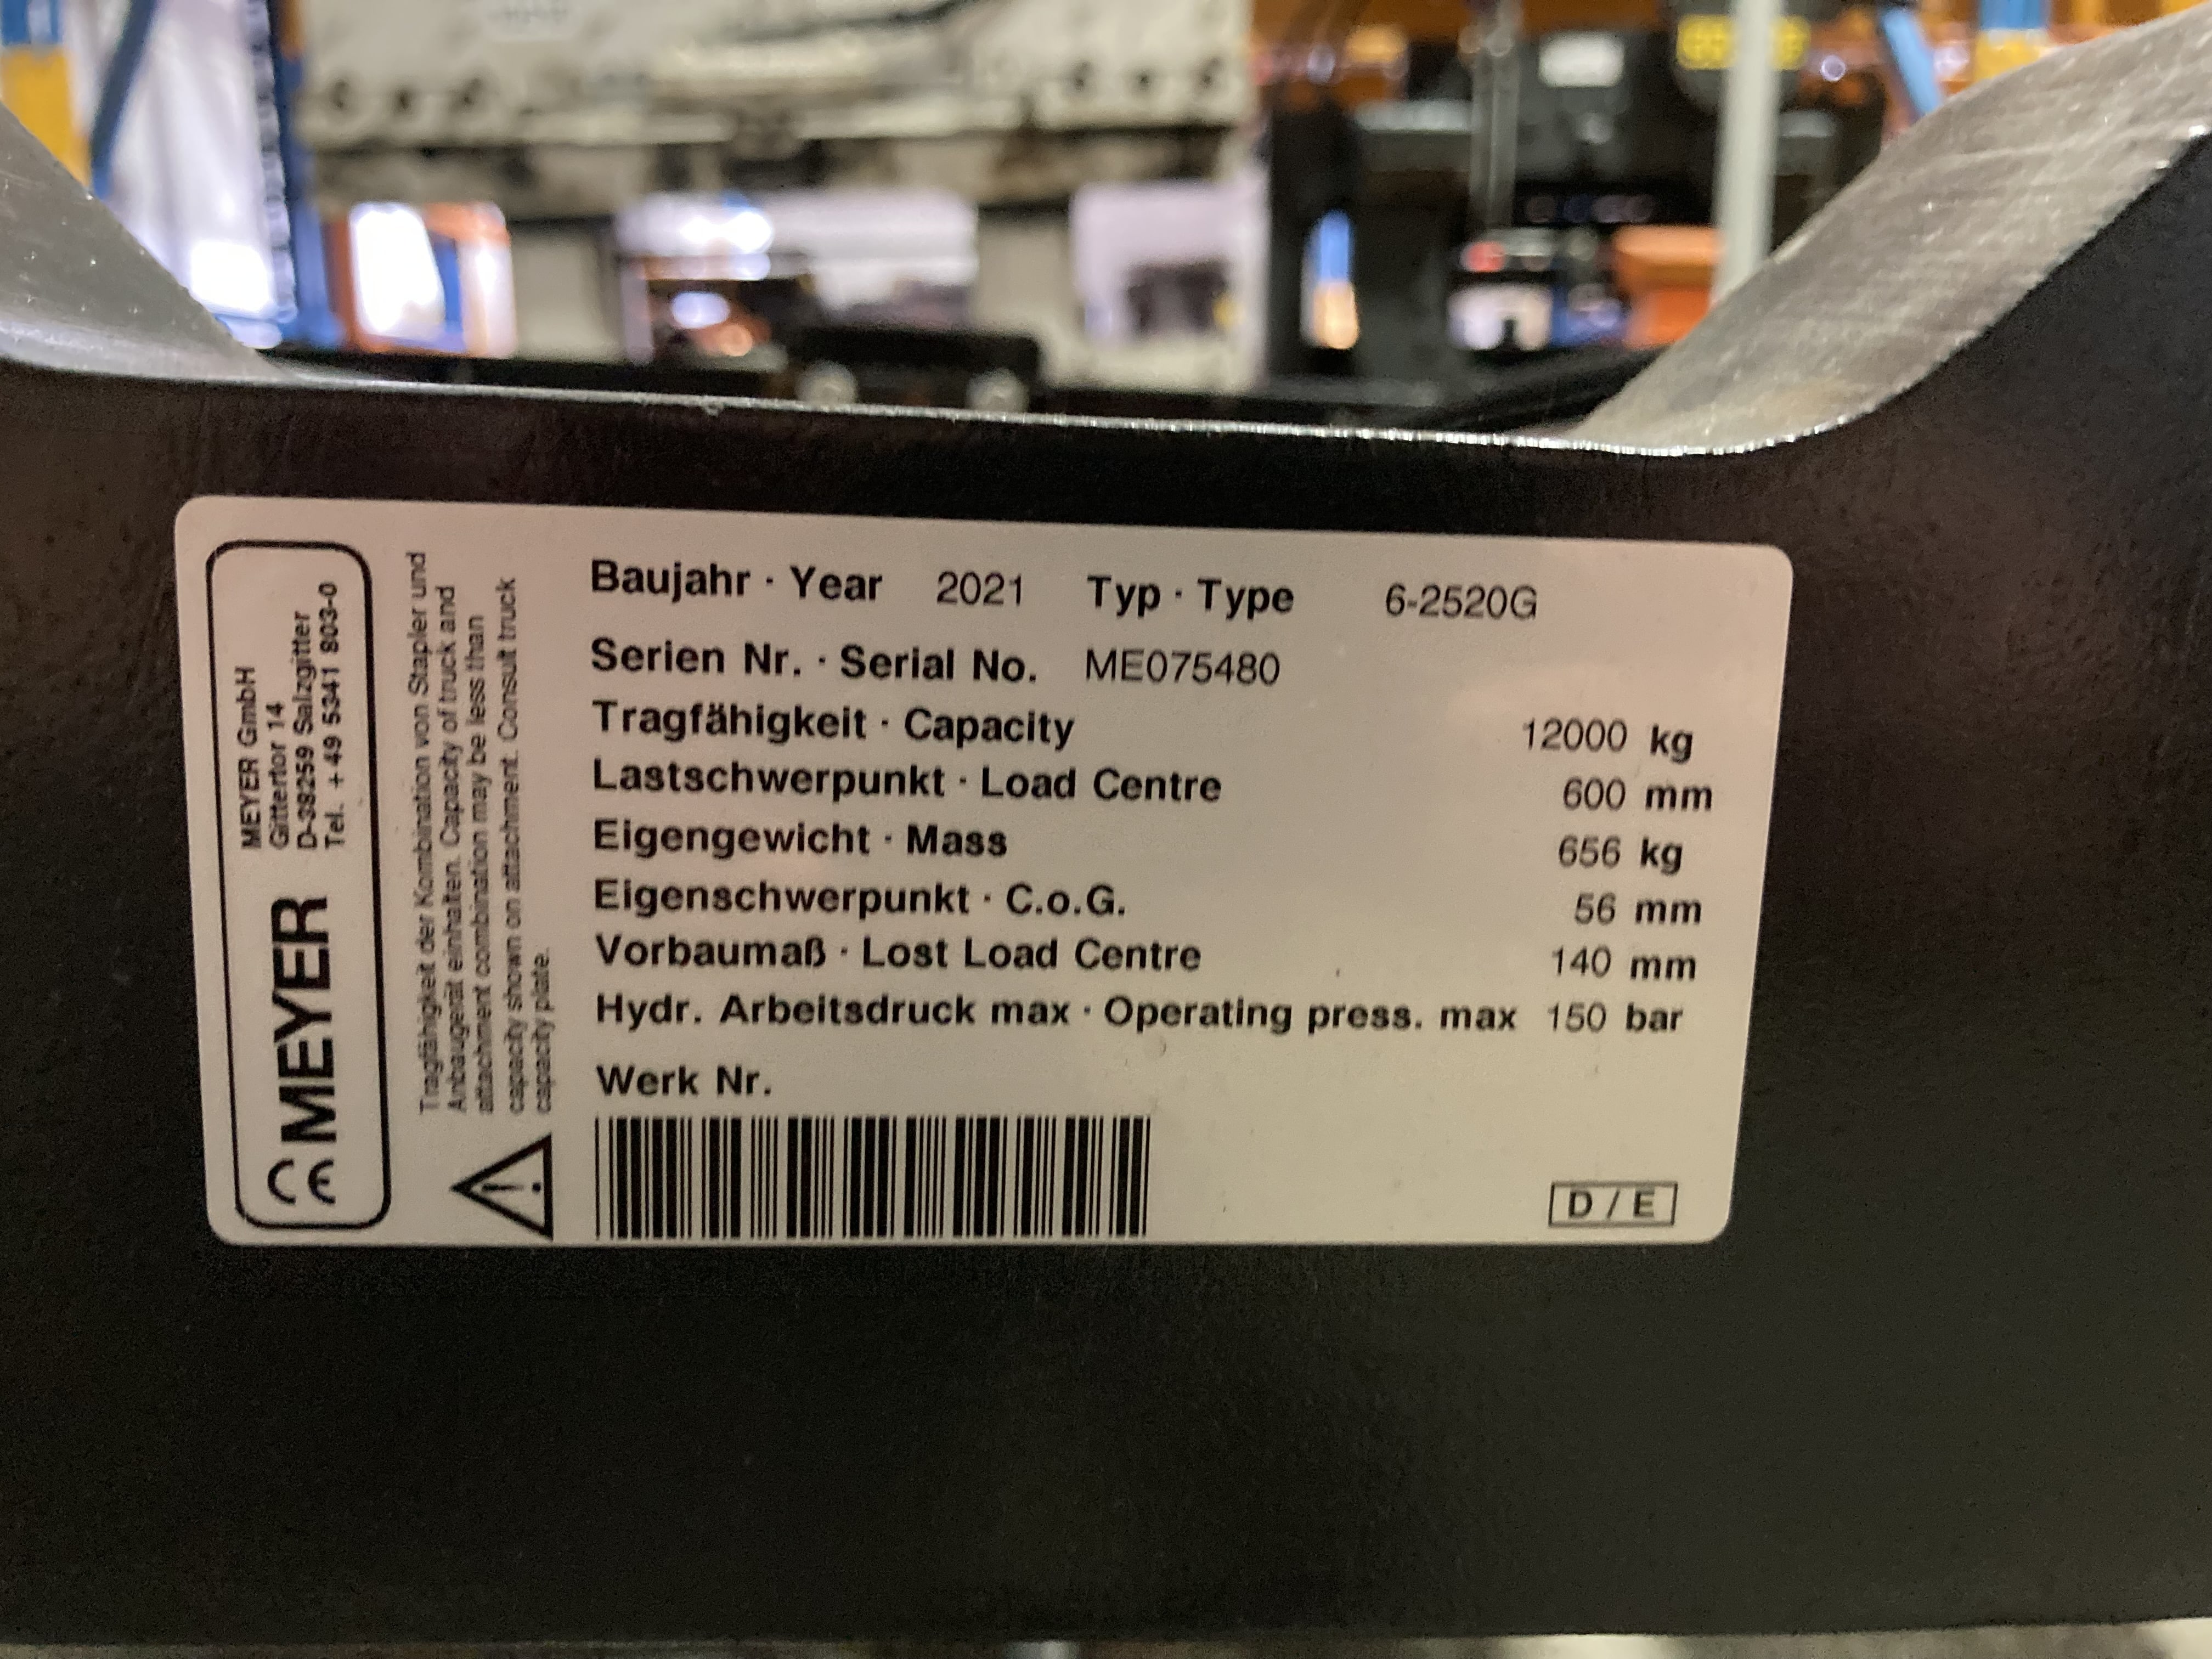 Baujahr · Year 2021 Typ · Type 6-2520G
Serien Nr. · Serial No. ME075480
Tragfähigkeit · Capacity 12000 kg
Lastschwerpunkt · Load Centre 600 mm
Eigengewicht · Mass 656 kg
Eigenschwerpunkt · C.o.G. 56 mm
Vorbaumaß · Lost Load Centre 140 mm
Hydr. Arbeitsdruck max · Operating press. max 150 bar
Werk Nr.
D / E
CE MEYER
MEYER GmbH
Gittertor 14
D-38259 Salzgitter
Tel. +49 5341 803-0
Tragfähigkeit der Kombination von Stapler und
Anbaugerät einhalten. Capacity of truck and
attachment combination may be less than
capacity shown on attachment. Consult truck
capacity plate.